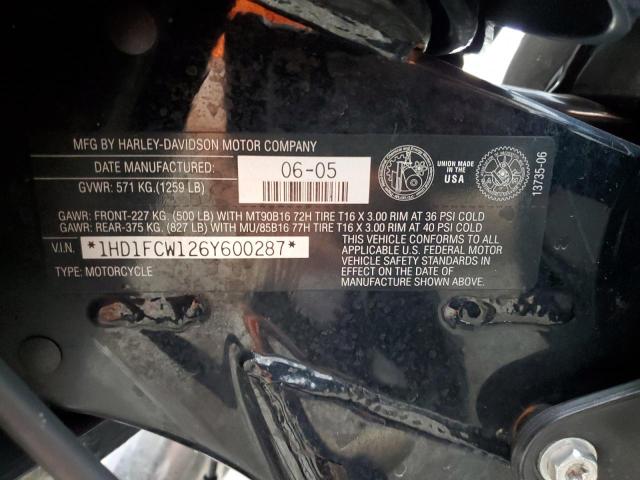 MFG BY HARLEY-DAVIDSON MOTOR COMPANY
DATE MANUFACTURED: 06-05
GVWR: 571 KG.(1259 LB)
UNION MADE
IN THE
USA
13735-06
GAWR: FRONT-227 KG. (500 LB) WITH MT90B16 72H TIRE T16 X 3.00 RIM AT 36 PSI COLD
GAWR: REAR-375 KG. (827 LB) WITH MU/85B16 77H TIRE T16 X 3.00 RIM AT 40 PSI COLD
V.I.N. *1HD1FCW126Y600287*
TYPE: MOTORCYCLE
THIS VEHICLE CONFORMS TO ALL
APPLICABLE U.S. FEDERAL MOTOR
VEHICLE SAFETY STANDARDS IN
EFFECT ON THE DATE OF
MANUFACTURE SHOWN ABOVE.